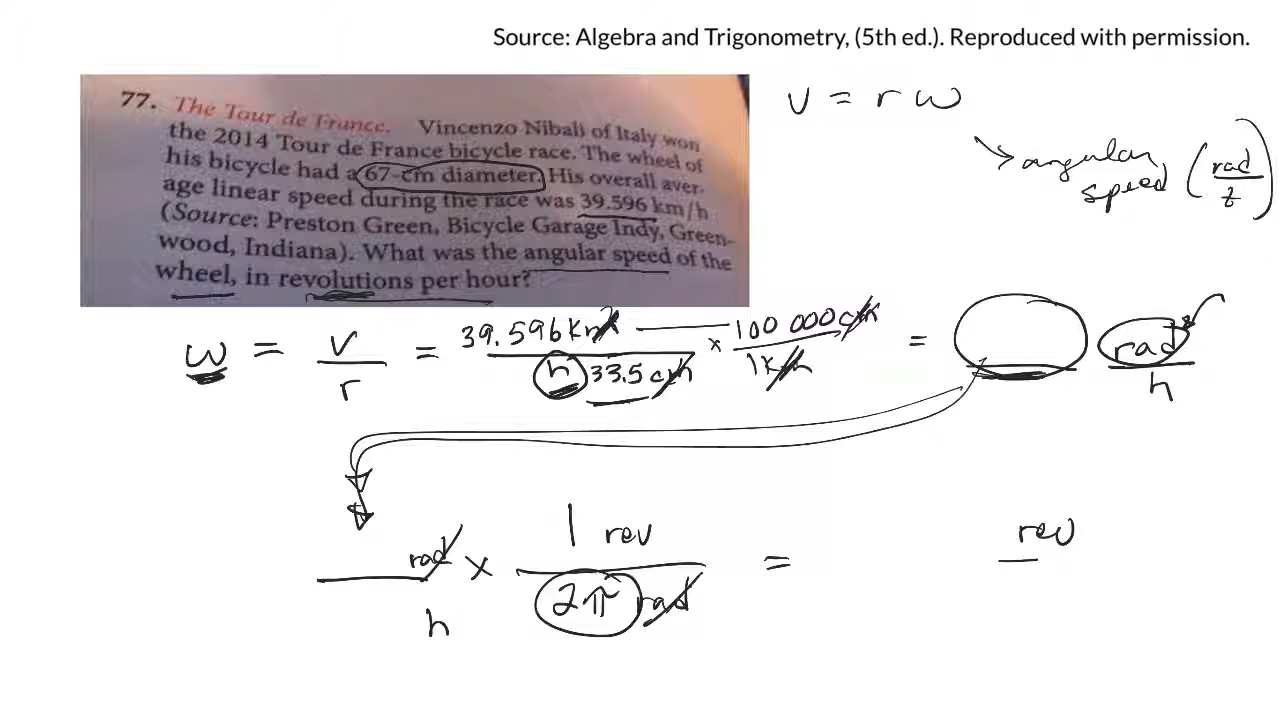 Source: Algebra and Trigonometry, (5th ed.). Reproduced with permission.
77. The Tour de France. Vincenzo Nibali of Italy won
the 2014 Tour de France bicycle race. The wheel of
his bicycle had a 67-cm diameter. His overall aver-
age linear speed during the race was 39.596 km/h
(Source: Preston Green, Bicycle Garage Indy, Green-
wood, Indiana). What was the angular speed of the
wheel, in revolutions per hour?
v = r ω
angular speed (rad/t)
ω = v/r = 39.596 km / h 33.5 cm × 100 000 cm / 1 km = rad/h
rad/h × 1 rev / 2π rad = rev